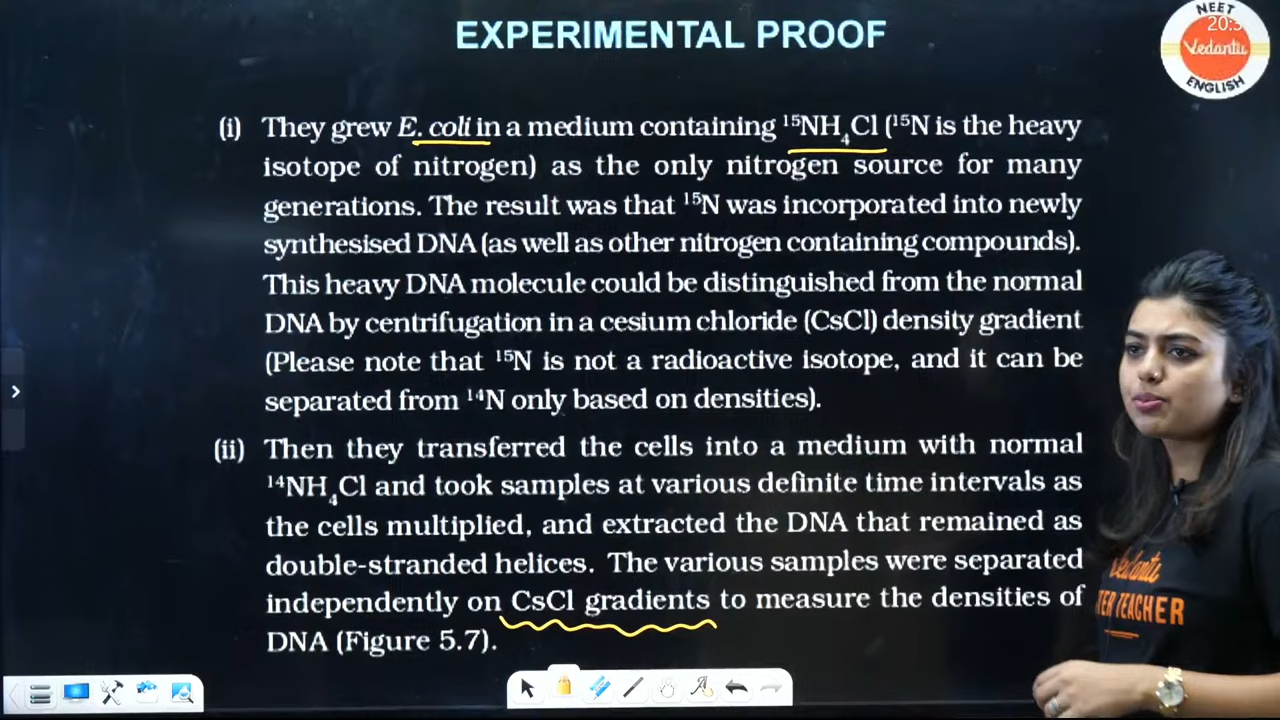 EXPERIMENTAL PROOF
NEET
20:3
Vedantu
ENGLISH
(i) They grew E. coli in a medium containing ¹⁵NH₄Cl (¹⁵N is the heavy
isotope of nitrogen) as the only nitrogen source for many
generations. The result was that ¹⁵N was incorporated into newly
synthesised DNA (as well as other nitrogen containing compounds).
This heavy DNA molecule could be distinguished from the normal
DNA by centrifugation in a cesium chloride (CsCl) density gradient
(Please note that ¹⁵N is not a radioactive isotope, and it can be
separated from ¹⁴N only based on densities).
(ii) Then they transferred the cells into a medium with normal
¹⁴NH₄Cl and took samples at various definite time intervals as
the cells multiplied, and extracted the DNA that remained as
double-stranded helices. The various samples were separated
independently on CsCl gradients to measure the densities of
DNA (Figure 5.7).
Vedantu
TER TEACHER